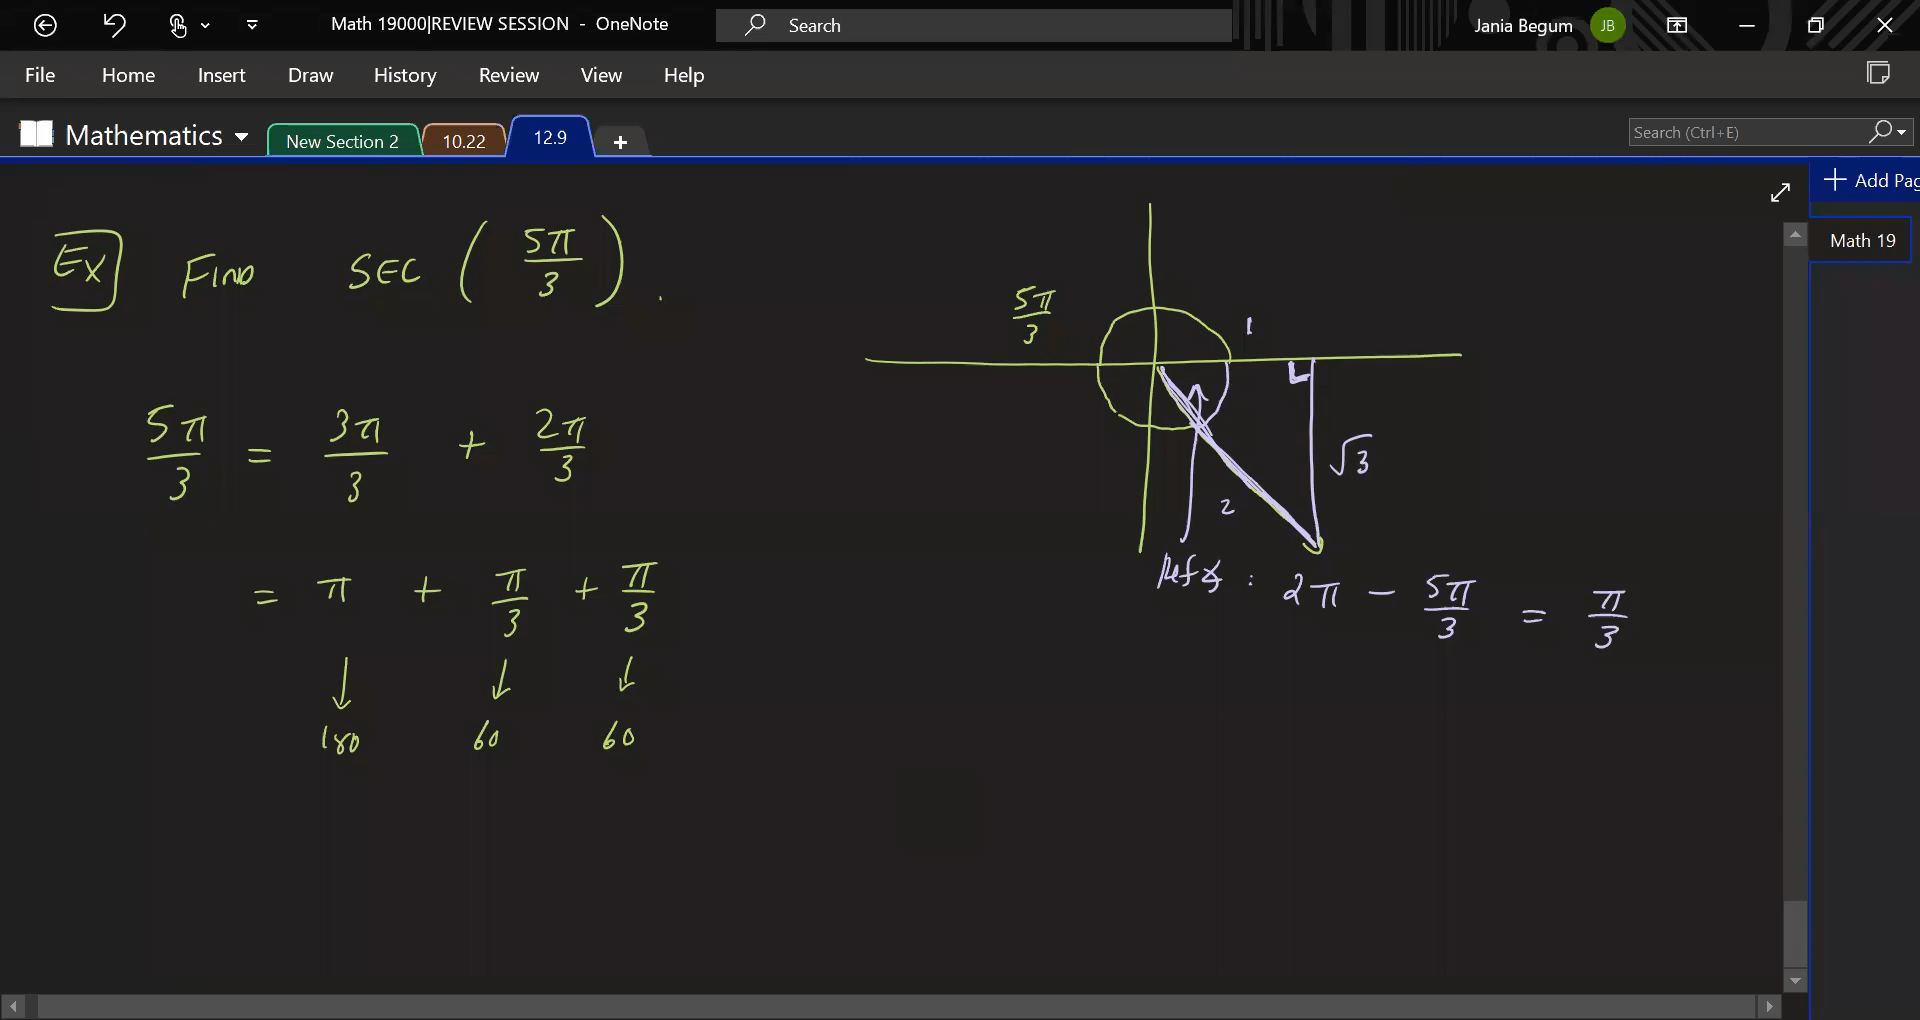 Math 19000|REVIEW SESSION - OneNote
Search
Jania Begum
JB
File Home Insert Draw History Review View Help
Mathematics
New Section 2
10.22
12.9
+
Search (Ctrl+E)
+ Add Pag
Math 19
Ex Find SEC (5π/3).
5π/3 = 3π/3 + 2π/3
= π + π/3 + π/3
↓ ↓ ↓
180 60 60
5π/3
1
√3
2
Ref ∡ : 2π - 5π/3 = π/3